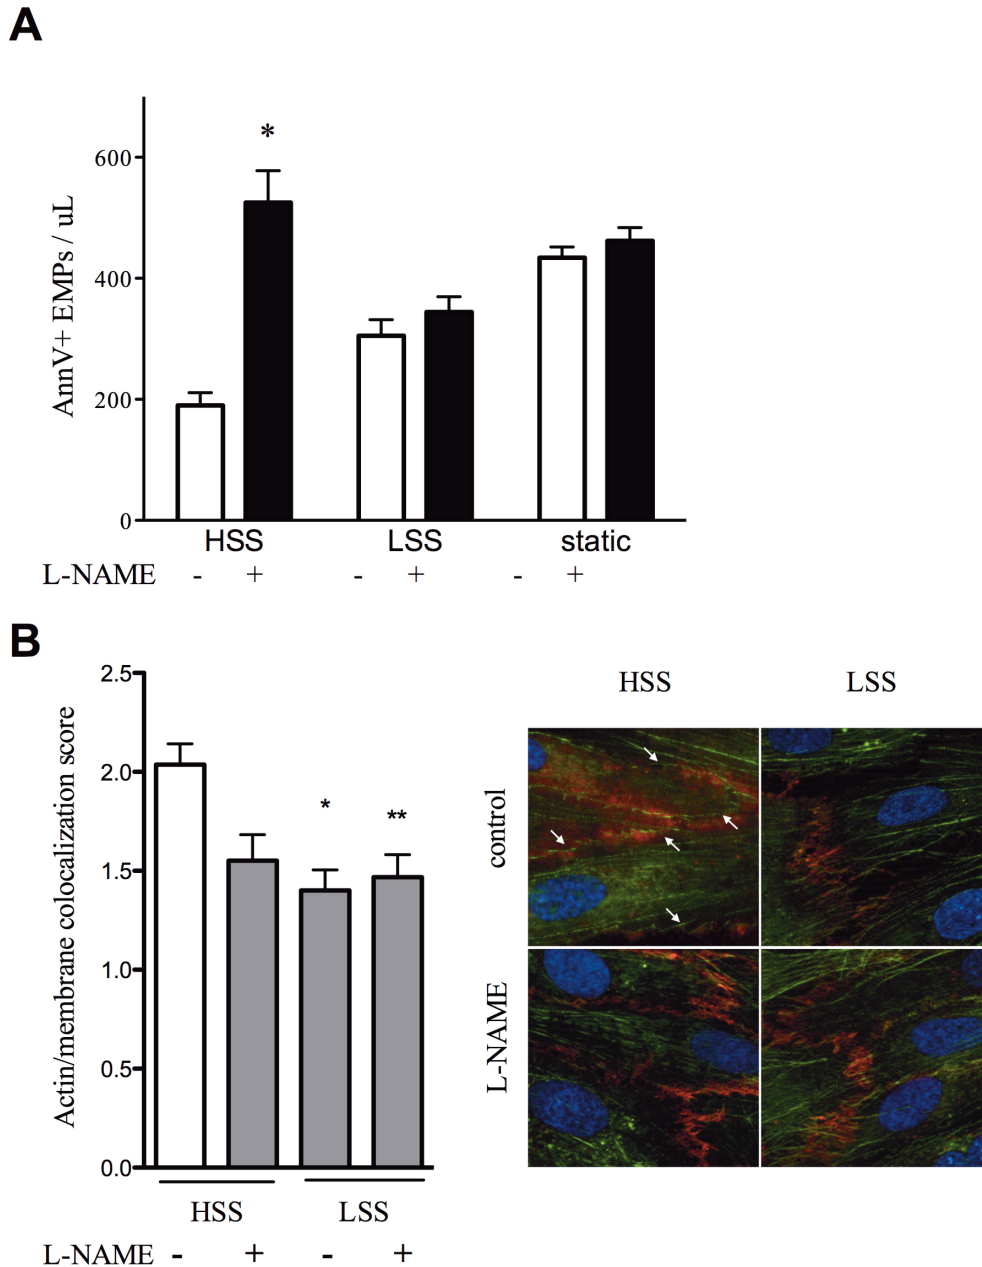 A
*
600
400
200
0
AnnV+ EMPs / uL
HSS LSS static
L-NAME - + - + - +
B
2.5
2.0
1.5
1.0
0.5
0.0
Actin/membrane colocalization score
* **
HSS LSS
L-NAME - + - +
HSS LSS
control
L-NAME